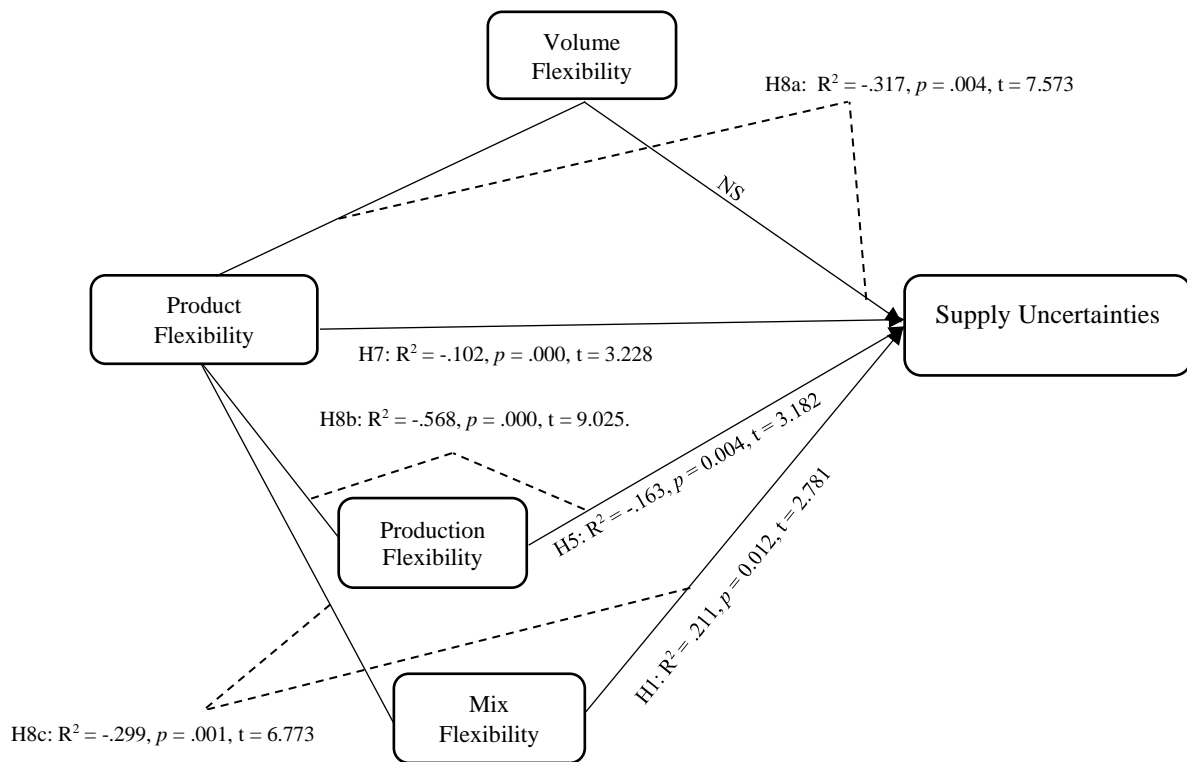 Volume
Flexibility
H8a:  R² = -.317, p = .004, t = 7.573
NS
Product
Flexibility
Supply Uncertainties
H7: R² = -.102, p = .000, t = 3.228
H8b: R² = -.568, p = .000, t = 9.025.
Production
Flexibility
H5: R² = -.163, p = 0.004, t = 3.182
H1: R² = .211, p = 0.012, t = 2.781
Mix
Flexibility
H8c: R² = -.299, p = .001, t = 6.773